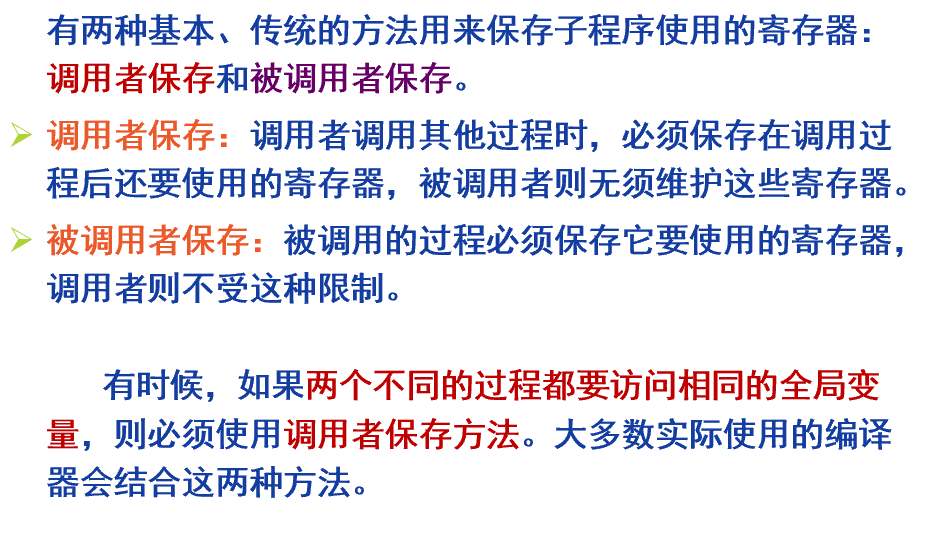 有两种基本、传统的方法用来保存子程序使用的寄存器：
调用者保存和被调用者保存。
调用者保存：调用者调用其他过程时，必须保存在调用过
程后还要使用的寄存器，被调用者则无须维护这些寄存器。
被调用者保存：被调用的过程必须保存它要使用的寄存器，
调用者则不受这种限制。
有时候，如果两个不同的过程都要访问相同的全局变
量，则必须使用调用者保存方法。大多数实际使用的编译
器会结合这两种方法。